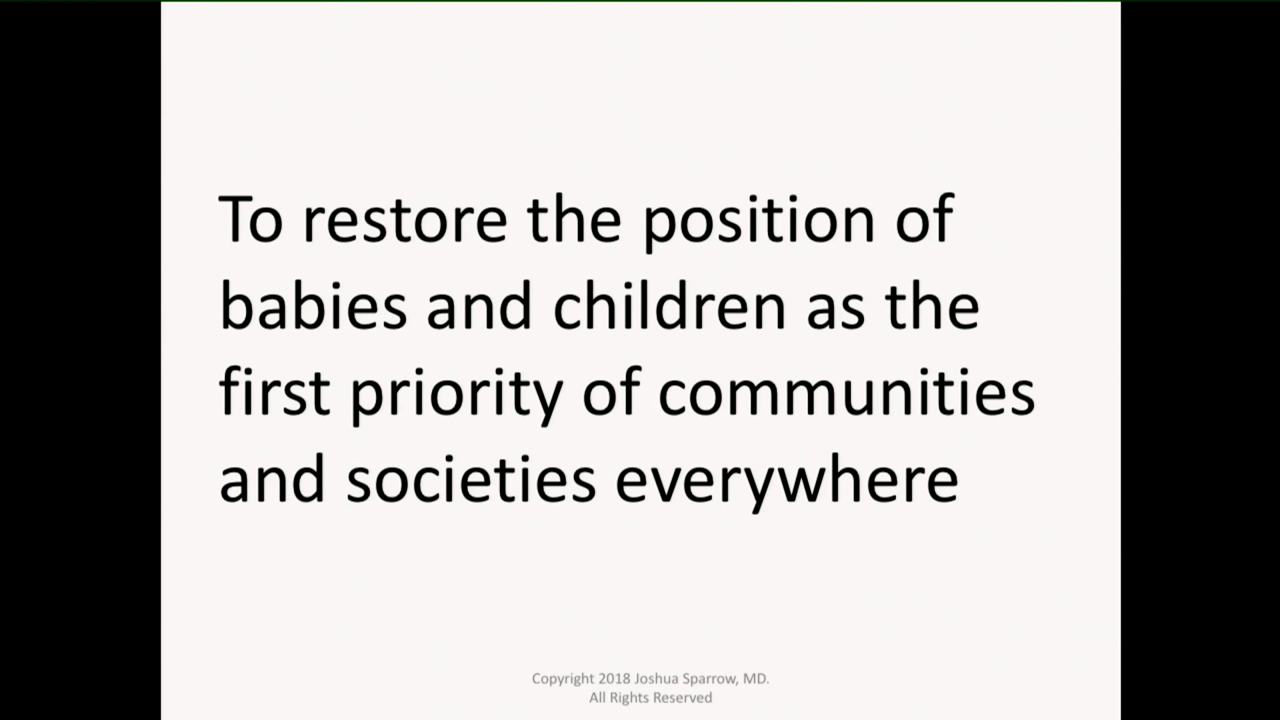 To restore the position of
babies and children as the
first priority of communities
and societies everywhere
Copyright 2018 Joshua Sparrow, MD.
All Rights Reserved